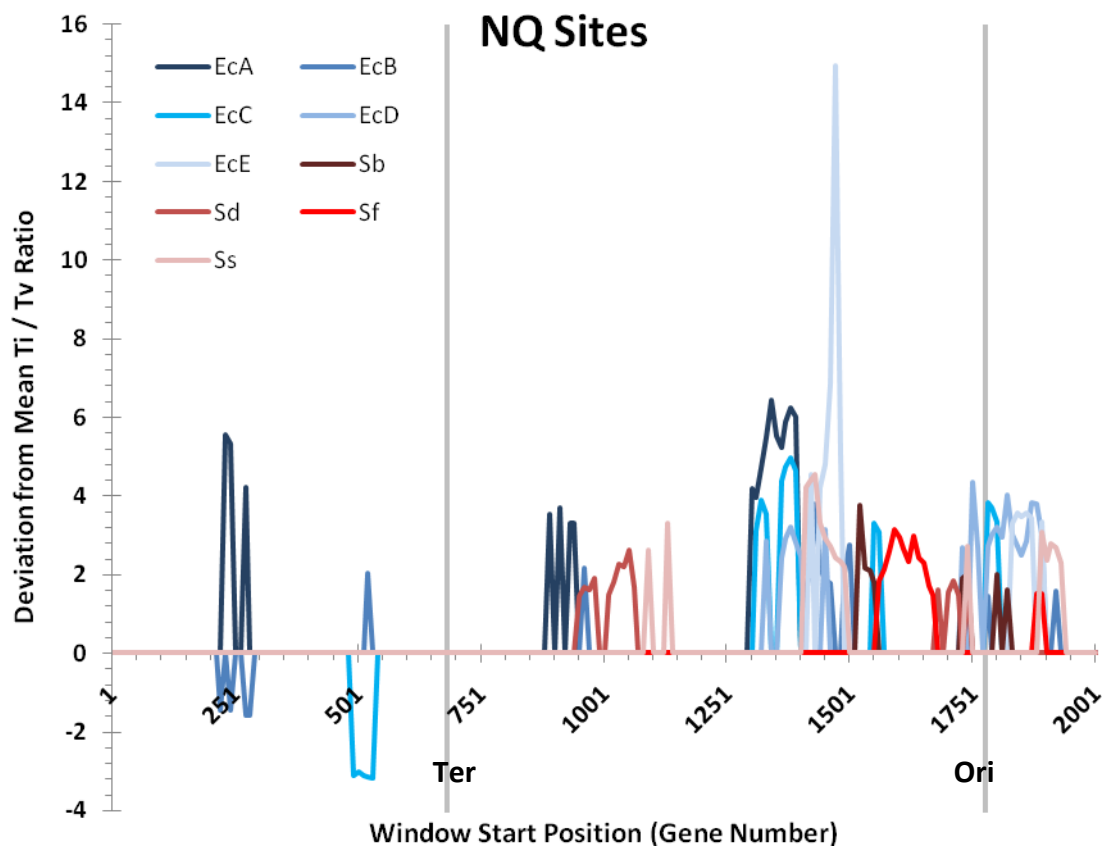 NQ Sites
16
14
12
10
8
6
4
2
0
-2
-4
Deviation from Mean Ti / Tv Ratio
EcA EcB
EcC EcD
EcE Sb
Sd Sf
Ss
1 251 501 751 1001 1251 1501 1751 2001
Ter Ori
Window Start Position (Gene Number)